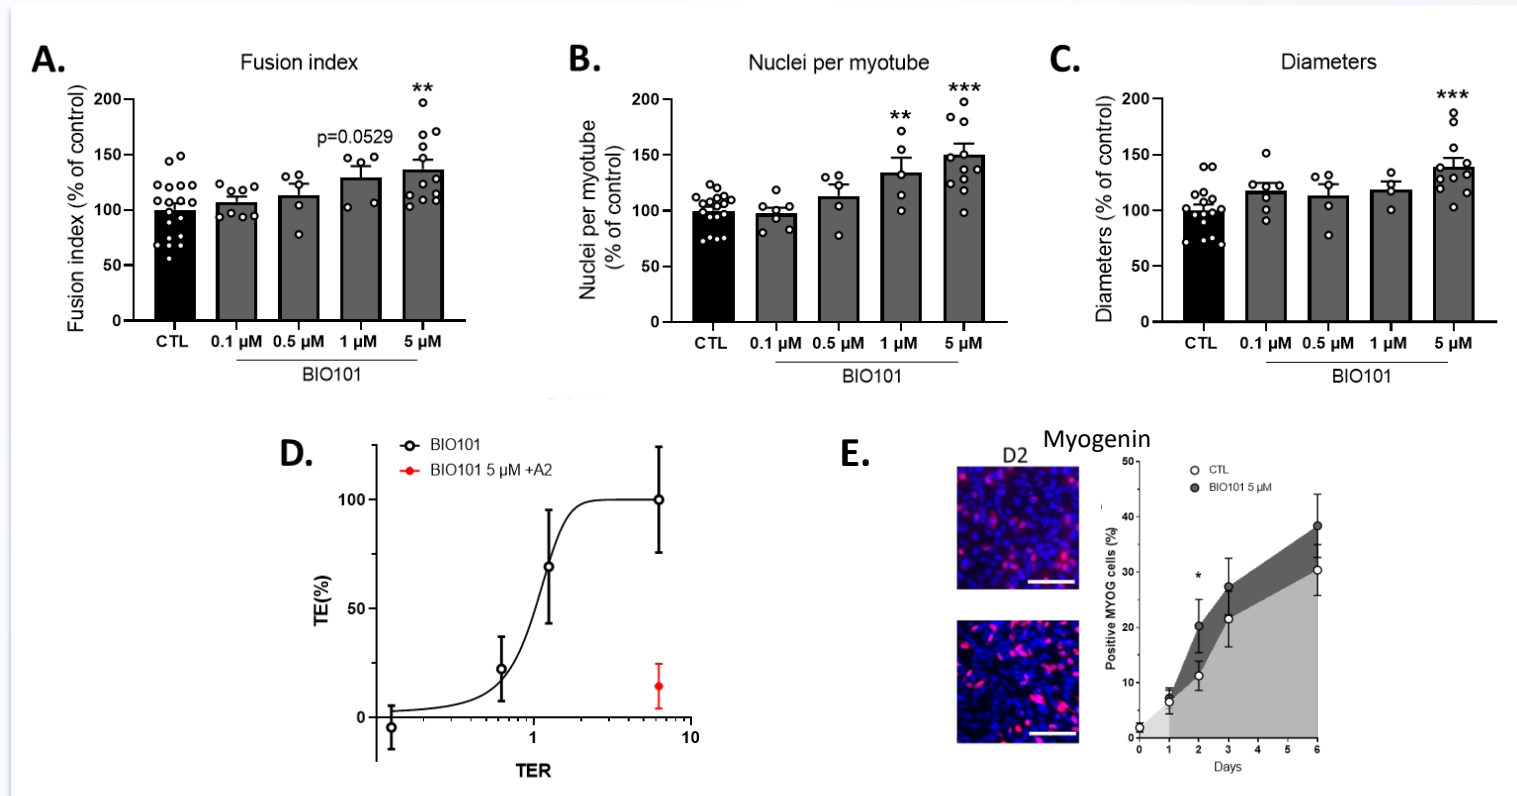 A.
Fusion index
Fusion index (% of control)
200
150
100
50
0
**
p=0.0529
CTL
0.1 µM
0.5 µM
1 µM
5 µM
BIO101
B.
Nuclei per myotube
Nuclei per myotube
(% of control)
200
150
100
50
0
**
***
CTL
0.1 µM
0.5 µM
1 µM
5 µM
BIO101
C.
Diameters
Diameters (% of control)
200
150
100
50
0
***
CTL
0.1 µM
0.5 µM
1 µM
5 µM
BIO101
D.
BIO101
BIO101 5 µM +A2
TE(%)
100
50
0
1
10
TER
E.
Myogenin
D2
CTL
BIO101 5 µM
Positive MYOG cells (%)
50
40
30
20
10
0
*
0
1
2
3
4
5
6
Days